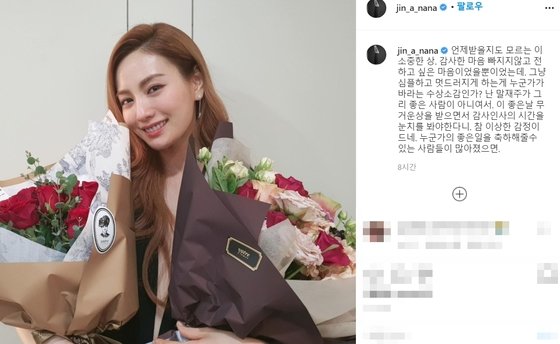 jin_a_nana • 팔로우
jin_a_nana 언제받을지도 모르는 이
소중한 상, 감사한 마음 빠지지않고 전
하고 싶은 마음이었을뿐이었는데, 그냥
심플하고 멋드러지게 하는게 누군가가
바라는 수상소감인가? 난 말재주가 그
리 좋은 사람이 아니여서, 이 좋은날 무
거운상을 받으면서 감사인사의 시간을
눈치를 봐야한다니, 참 이상한 감정이
드네. 누군가의 좋은일을 축하해줄수
있는 사람들이 많아졌으면.
8시간